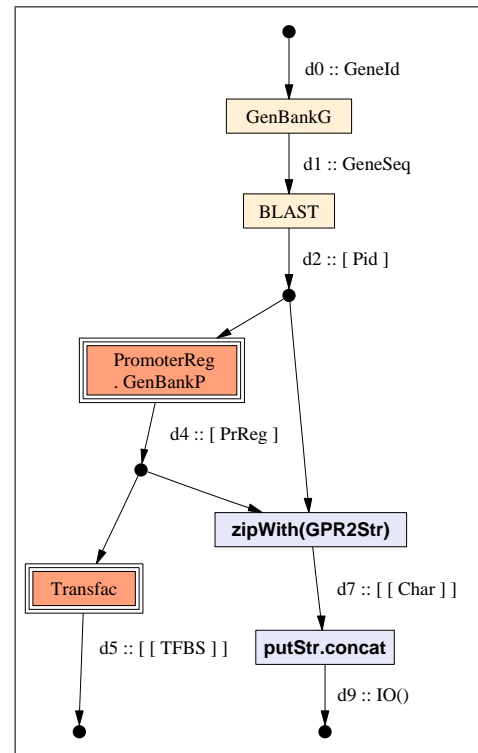 d0 :: GeneId
GenBankG
d1 :: GeneSeq
BLAST
d2 :: [ Pid ]
PromoterReg
. GenBankP
d4 :: [ PrReg ]
zipWith(GPR2Str)
Transfac
d7 :: [ [ Char ] ]
d5 :: [ [ TFBS ] ]
putStr.concat
d9 :: IO()